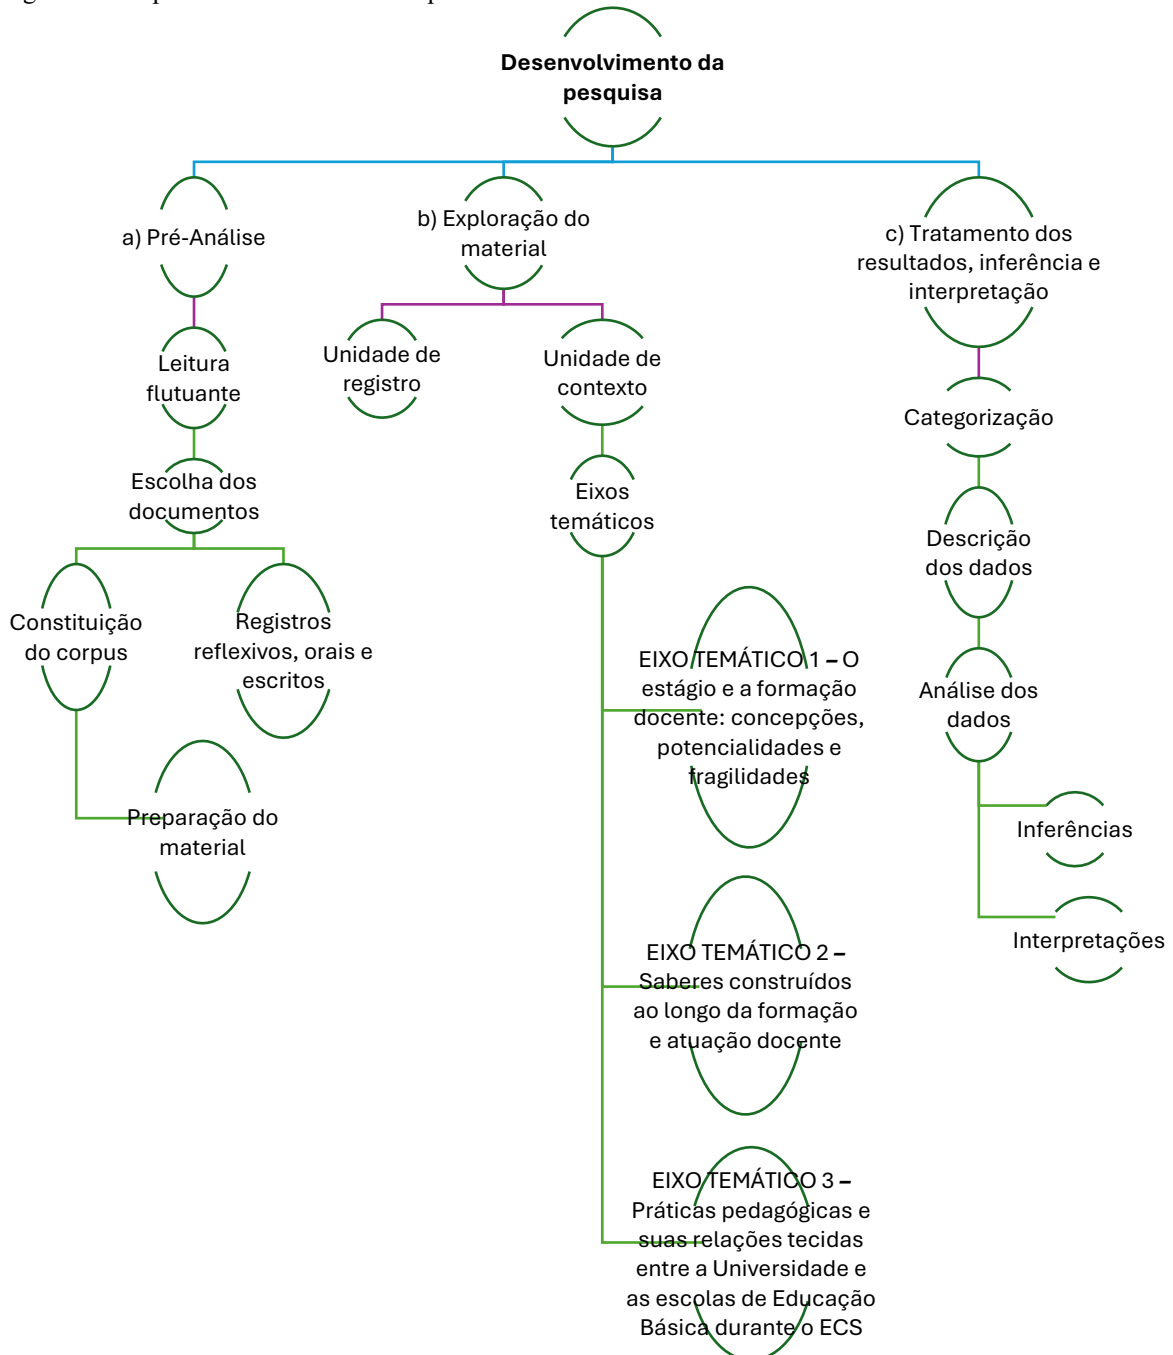 Desenvolvimento da
pesquisa
a) Pré-Análise
b) Exploração do
material
c) Tratamento dos
resultados, inferência e
interpretação
Leitura
flutuante
Unidade de
registro
Unidade de
contexto
Categorização
Escolha dos
documentos
Eixos
temáticos
Descrição
dos dados
Constituição
do corpus
Registros
reflexivos, orais e
escritos
EIXO TEMÁTICO 1 – O
estágio e a formação
docente: concepções,
potencialidades e
fragilidades
Análise dos
dados
Preparação do
material
Inferências
Interpretações
EIXO TEMÁTICO 2 –
Saberes construídos
ao longo da formação
e atuação docente
EIXO TEMÁTICO 3 –
Práticas pedagógicas e
suas relações tecidas
entre a Universidade e
as escolas de Educação
Básica durante o ECS